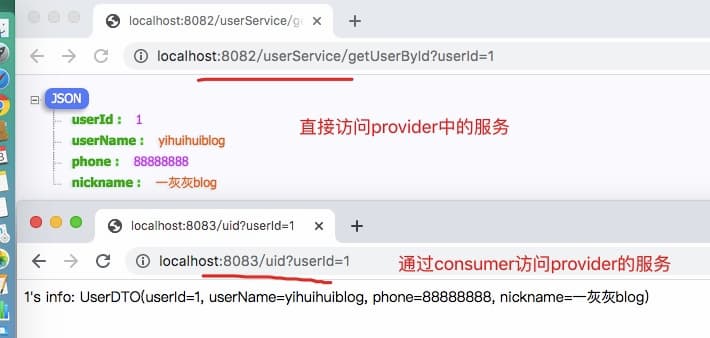 localhost:8082/userService/ge
localhost:8082/userService/getUserById?userId=1
JSON
userId : 1
userName : yihuihuiblog
phone : 88888888
nickname : 一灰灰blog
直接访问provider中的服务
localhost:8083/uid?userId=1
localhost:8083/uid?userId=1
通过consumer访问provider的服务
1's info: UserDTO(userId=1, userName=yihuihuiblog, phone=88888888, nickname=一灰灰blog)